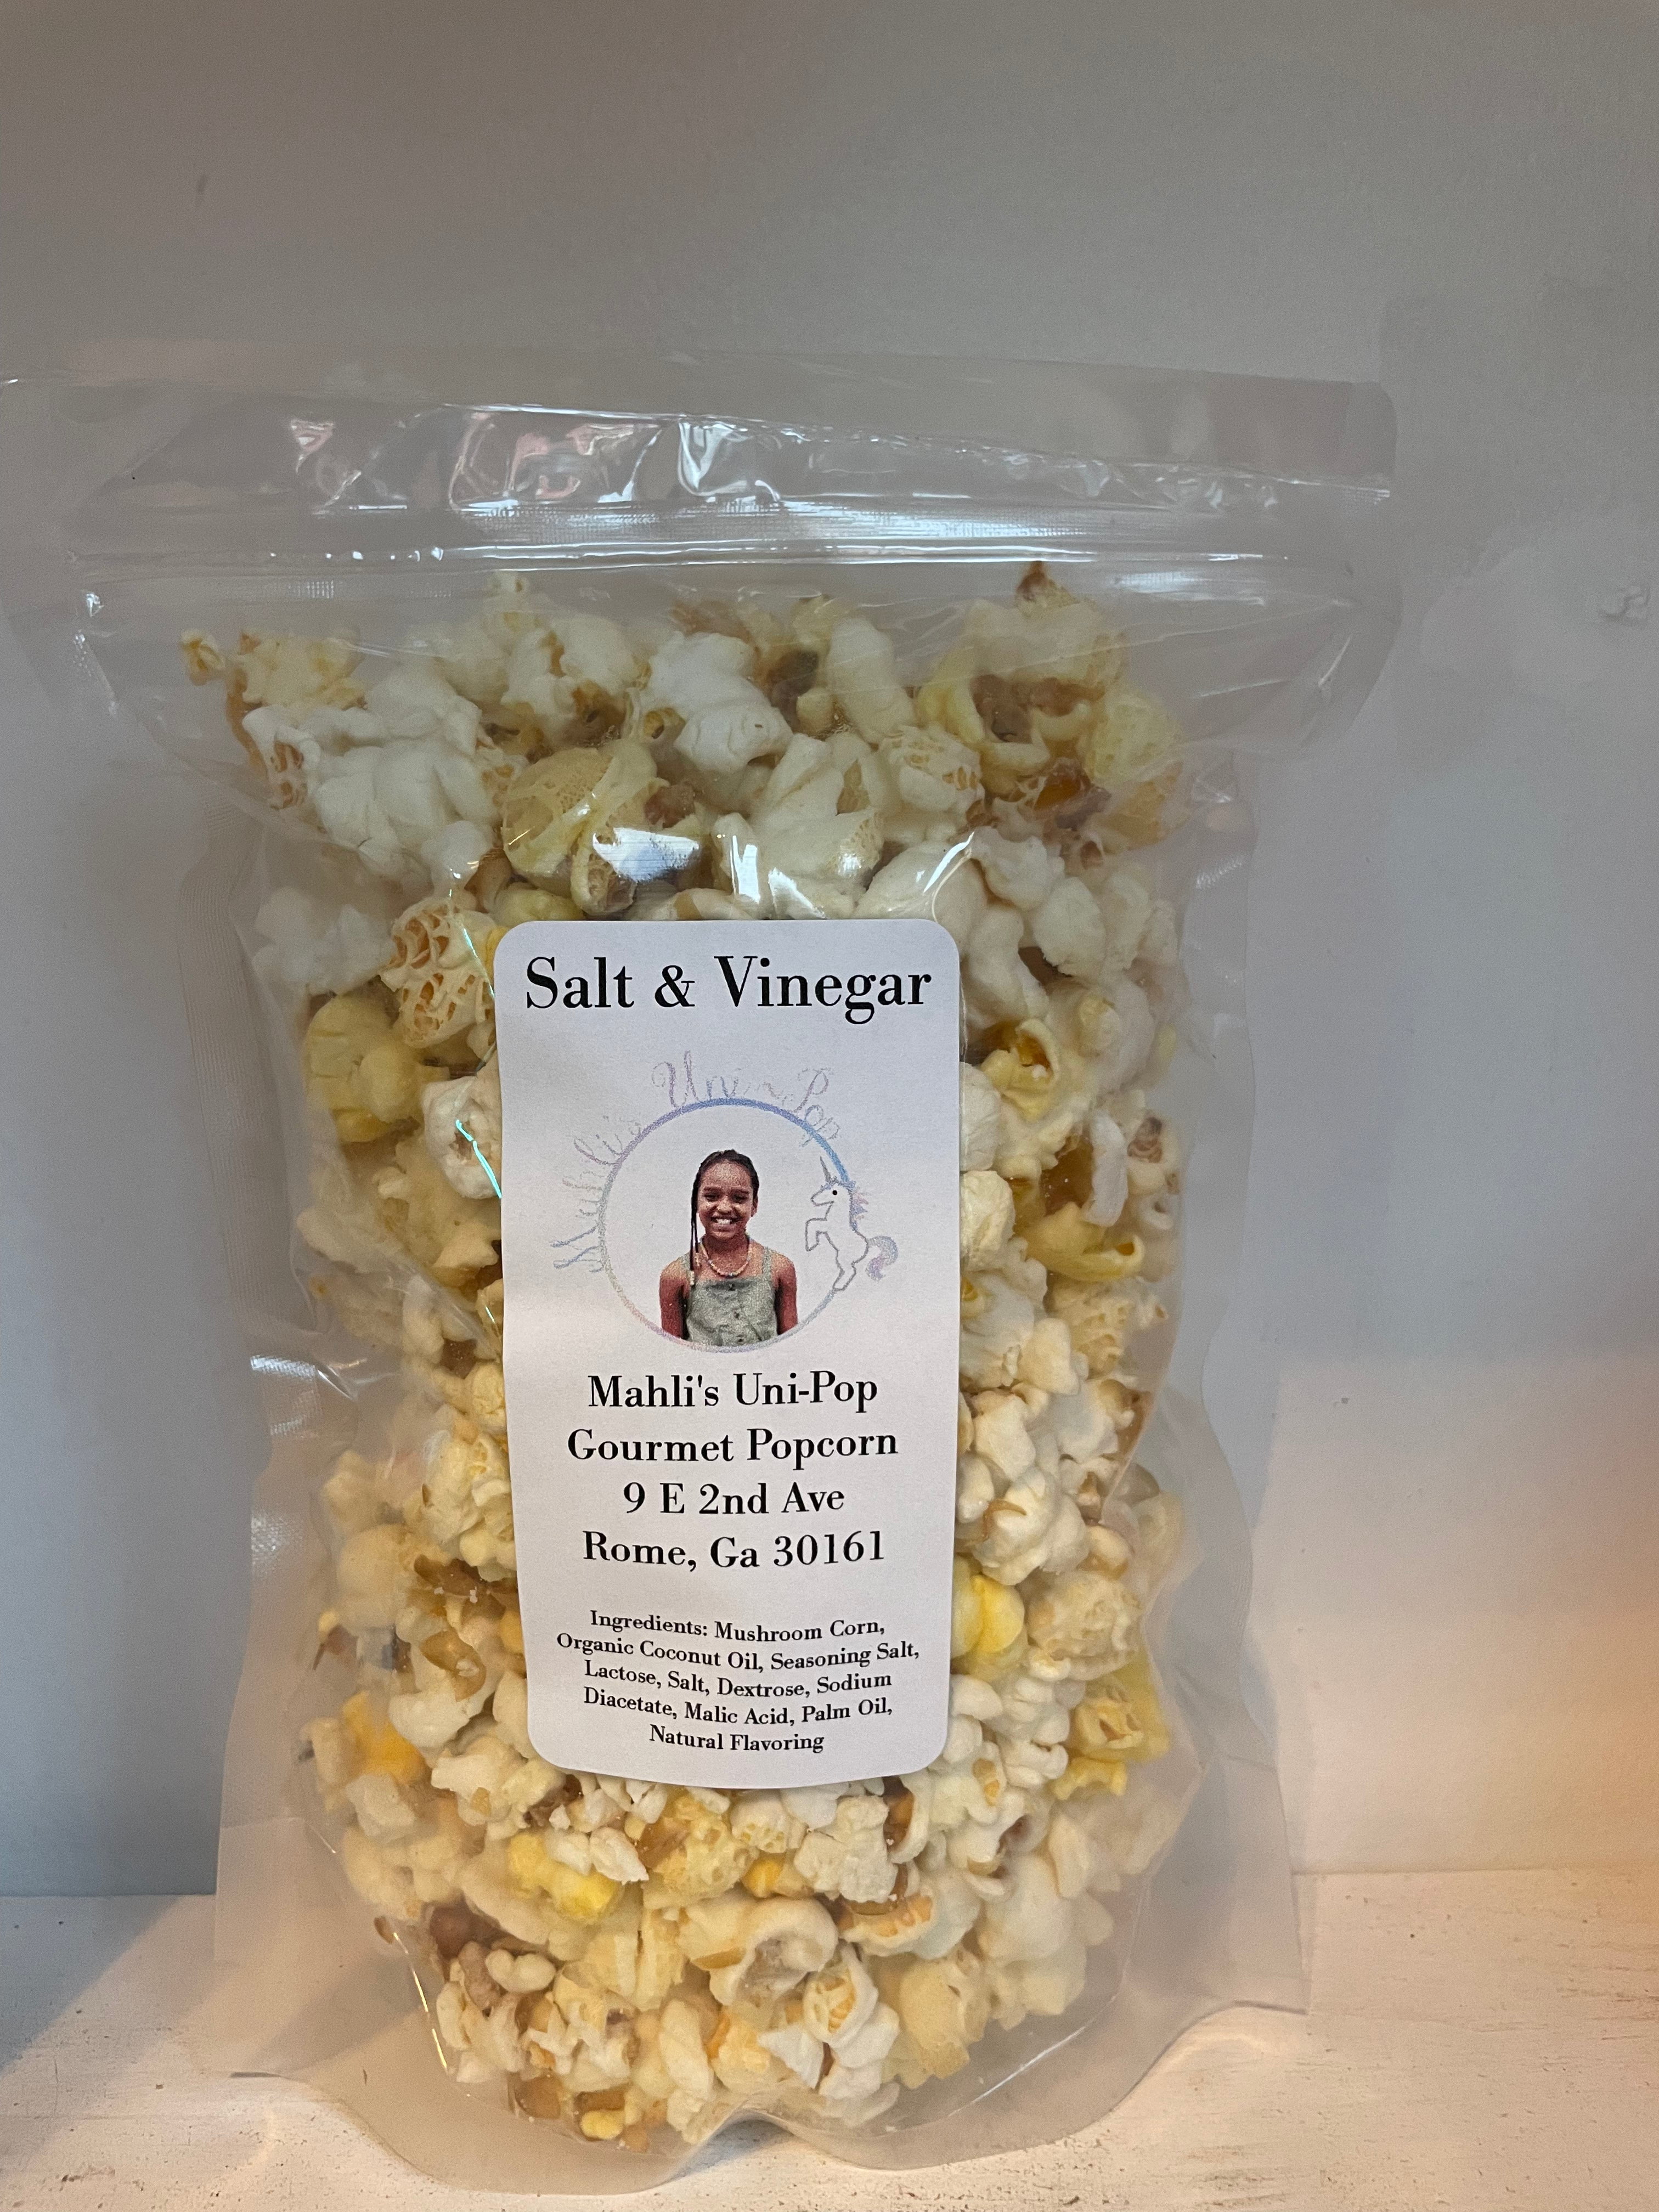 Salt & Vinegar
Mahli's Uni-Pop
Mahli's Uni-Pop
Gourmet Popcorn
9 E 2nd Ave
Rome, Ga 30161
Ingredients: Mushroom Corn,
Organic Coconut Oil, Seasoning Salt,
Lactose, Salt, Dextrose, Sodium
Diacetate, Malic Acid, Palm Oil,
Natural Flavoring